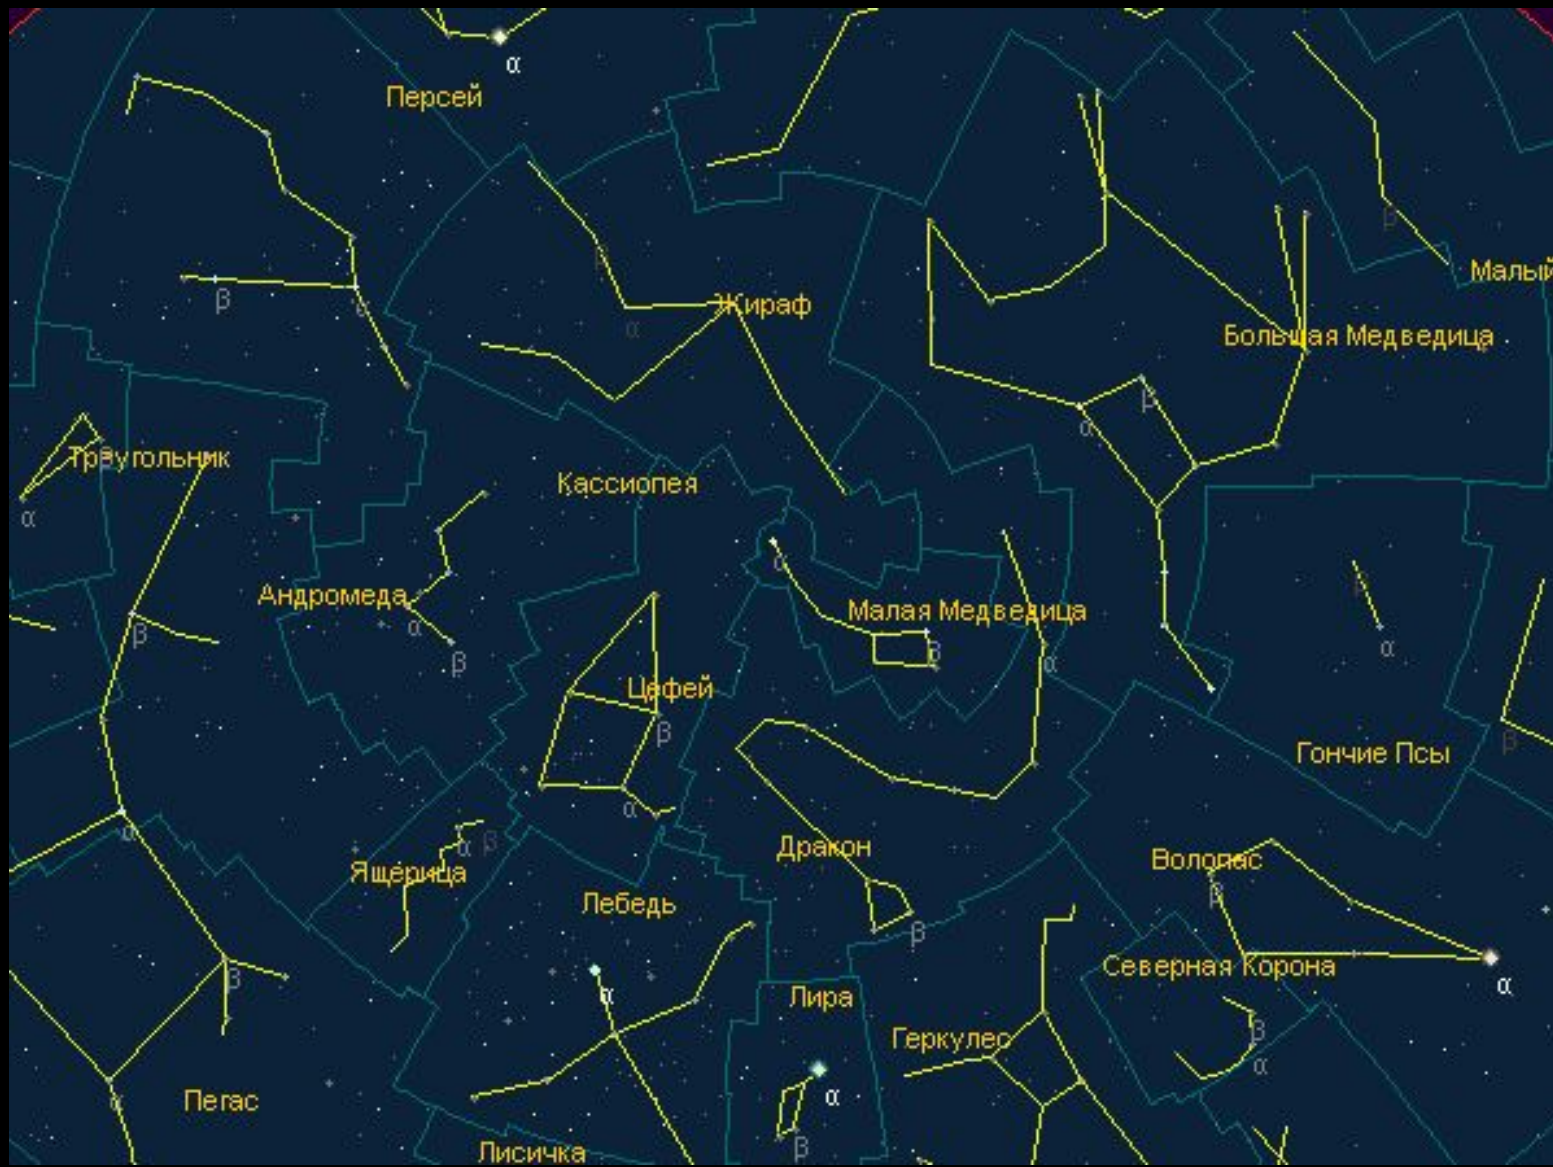 α
Персей
β
Малый
β
α
β
Жираф
α
Большая Медведица
β
α
Треугольник
β
α
Кассиопея
α
Андромеда
α
β
β
Малая Медведица
β
α
β
α
Цефей
β
Гончие Псы
β
α
α
Дракон
β
Ящерица
α
β
Лебедь
Волопас
β
Северная Корона
α
β
α
Лира
Геркулес
β
α
Пегас
α
α
β
Лисичка